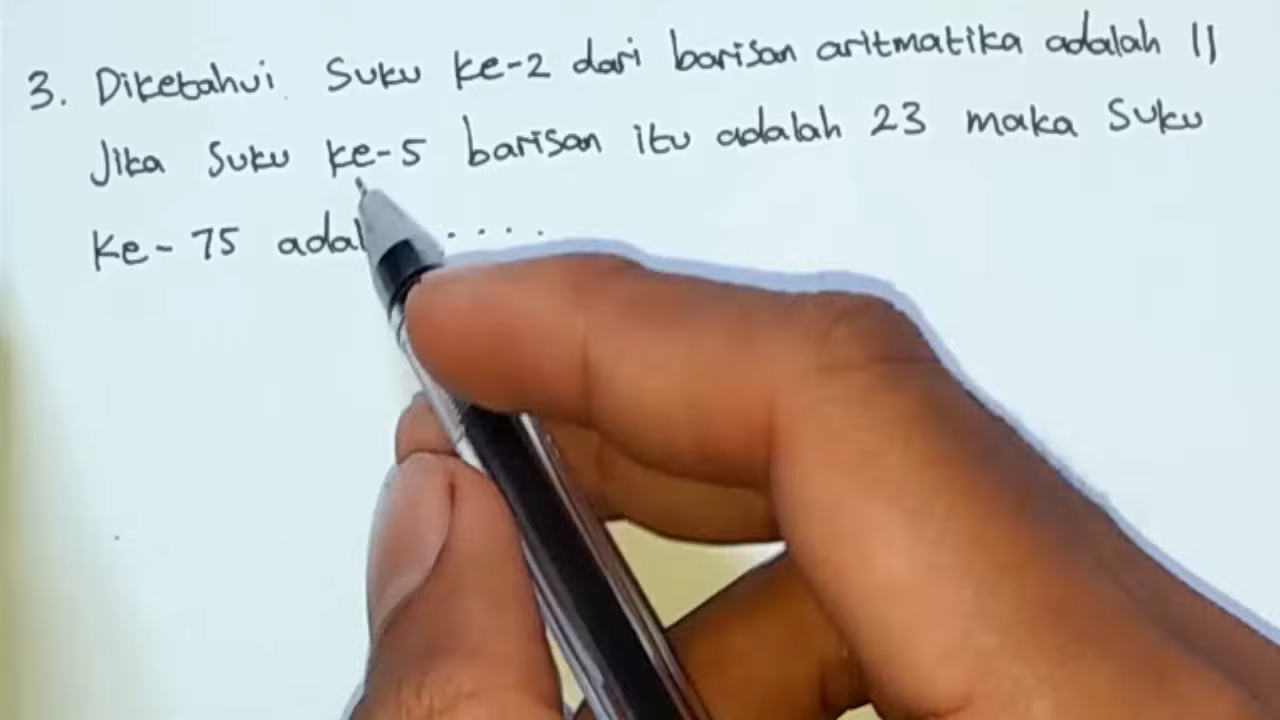 3. Diketahui Suku ke-2 dari barisan aritmatika adalah 11
Jika Suku ke-5 barisan itu adalah 23 maka Suku
Ke-75 ....